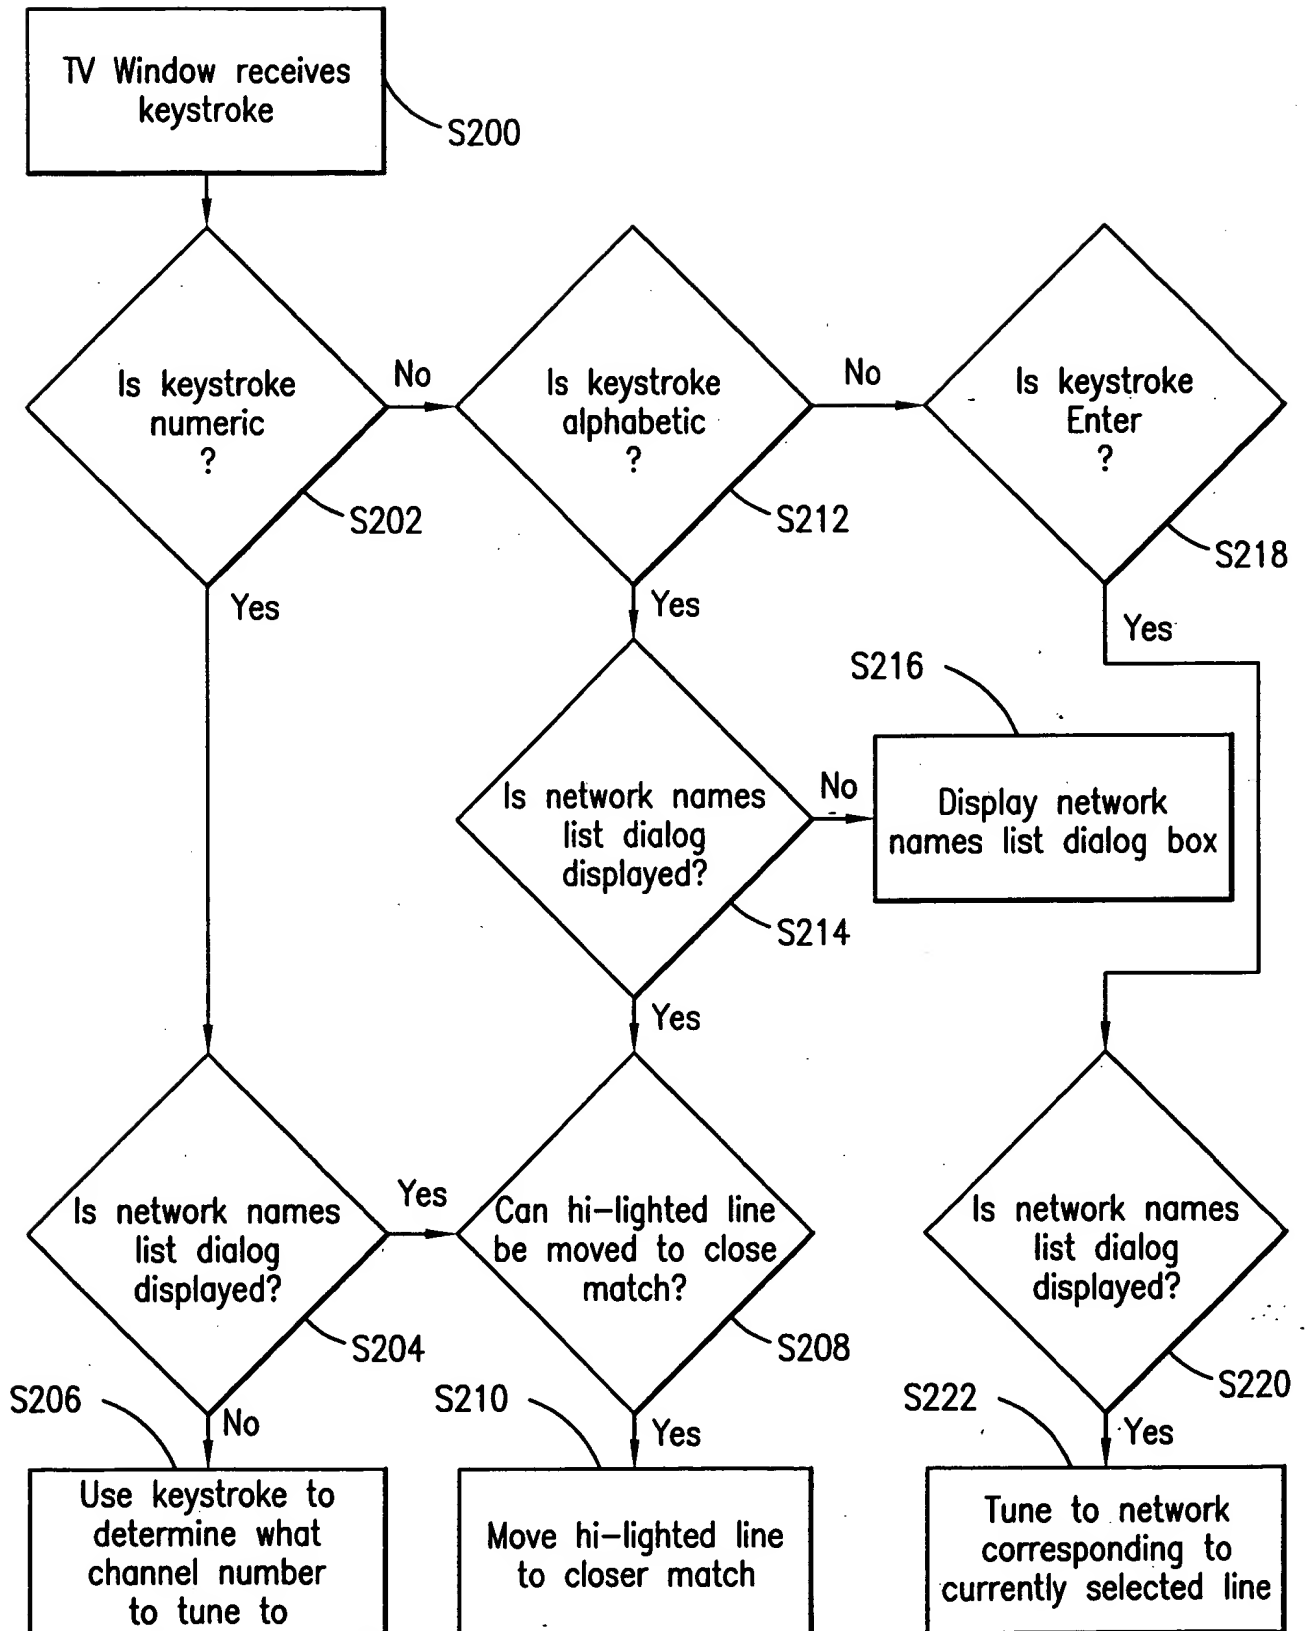 TV Window receives
keystroke
S200
Is keystroke
numeric
?
S202
No
Is keystroke
alphabetic
?
S212
No
Is keystroke
Enter
?
S218
Yes
Yes
Yes
S216
Is network names
list dialog
displayed?
S214
No
Display network
names list dialog box
Yes
Is network names
list dialog
displayed?
S204
Yes
Can hi-lighted line
be moved to close
match?
S208
Is network names
list dialog
displayed?
S220
S206
No
S210
Yes
S222
Yes
Use keystroke to
determine what
channel number
to tune to
Move hi-lighted line
to closer match
Tune to network
corresponding to
currently selected line